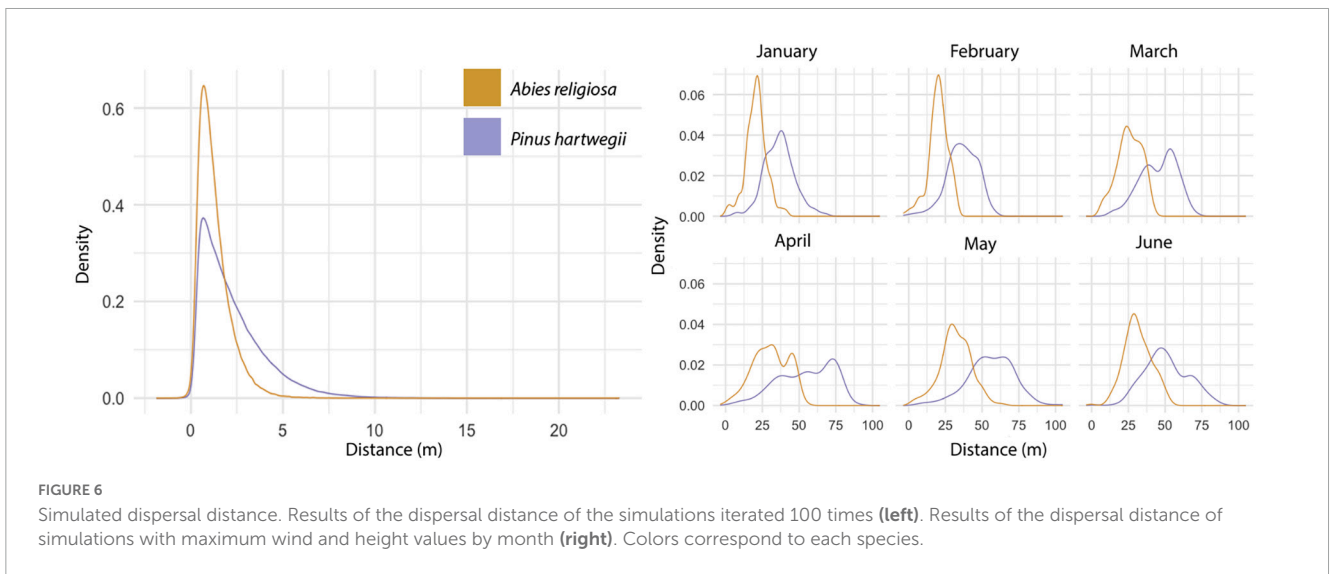 Abies religiosa
Pinus hartwegii
0.6
0.4
0.2
0.0
Density
0 5 10 15 20
Distance (m)
January February March
0.06
0.04
0.02
0.00
April May June
Density
0.06
0.04
0.02
0.00
0 25 50 75 100 0 25 50 75 100 0 25 50 75 100
Distance (m)
FIGURE 6
Simulated dispersal distance. Results of the dispersal distance of the simulations iterated 100 times (left). Results of the dispersal distance of
simulations with maximum wind and height values by month (right). Colors correspond to each species.